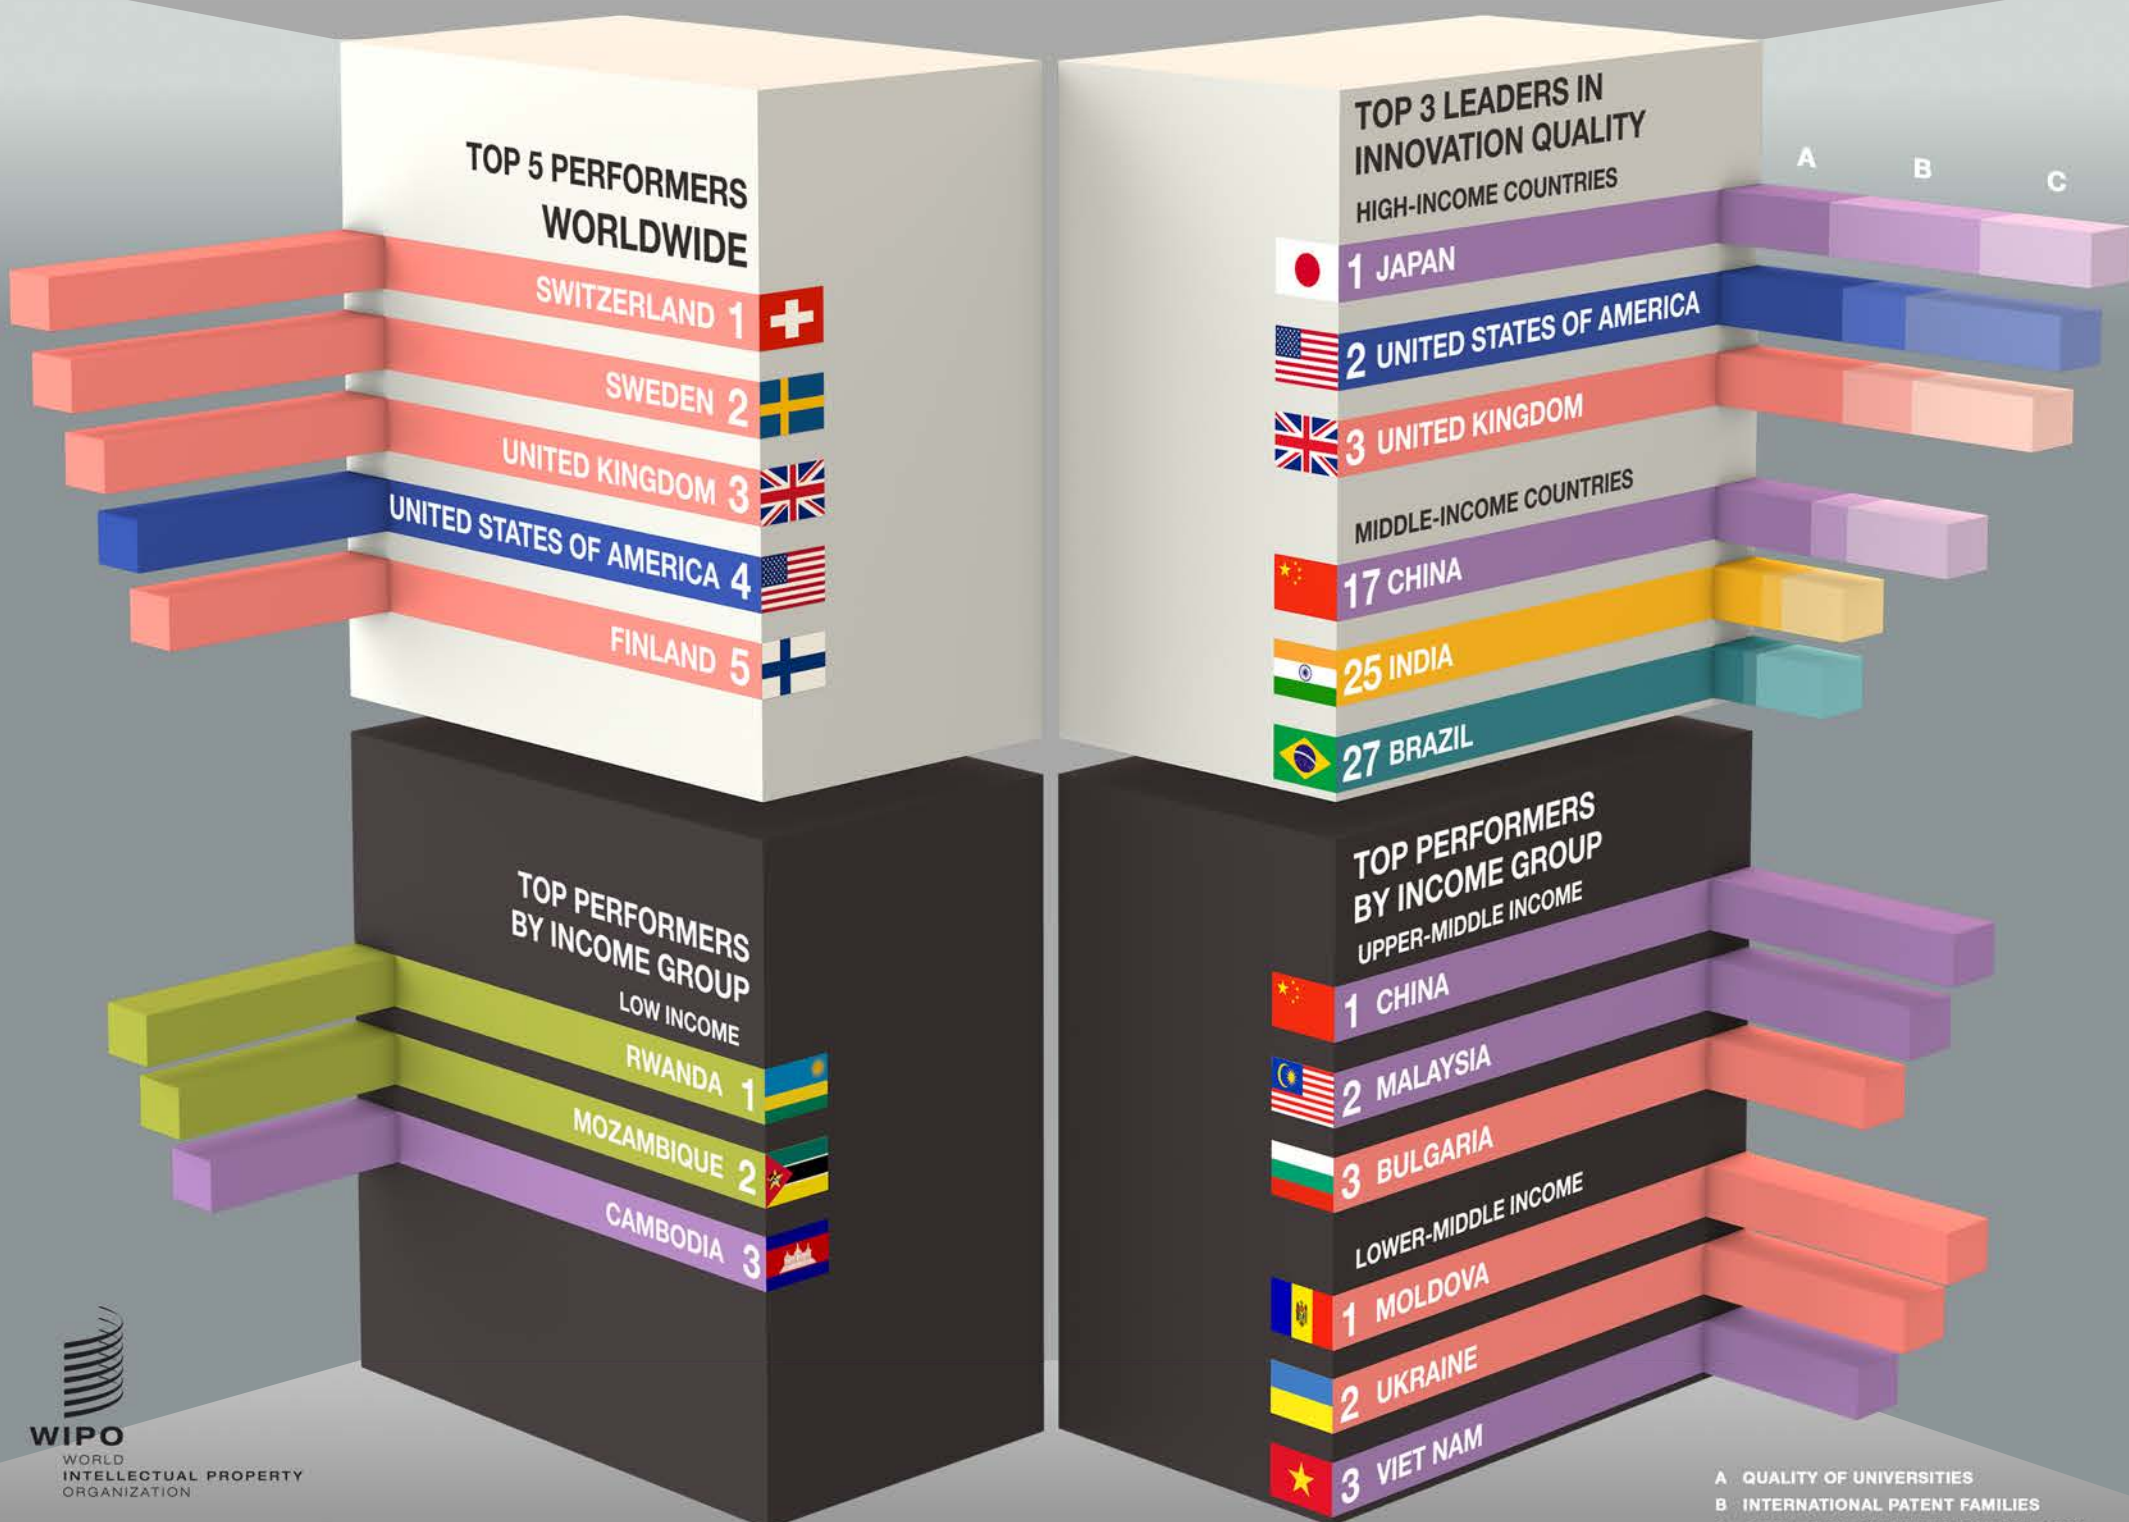 TOP 5 PERFORMERS
WORLDWIDE
SWITZERLAND 1
SWEDEN 2
UNITED KINGDOM 3
UNITED STATES OF AMERICA 4
FINLAND 5
TOP 3 LEADERS IN
INNOVATION QUALITY
HIGH-INCOME COUNTRIES
A B C
1 JAPAN
2 UNITED STATES OF AMERICA
3 UNITED KINGDOM
MIDDLE-INCOME COUNTRIES
17 CHINA
25 INDIA
27 BRAZIL
TOP PERFORMERS
BY INCOME GROUP
LOW INCOME
RWANDA 1
MOZAMBIQUE 2
CAMBODIA 3
TOP PERFORMERS
BY INCOME GROUP
UPPER-MIDDLE INCOME
1 CHINA
2 MALAYSIA
3 BULGARIA
LOWER-MIDDLE INCOME
1 MOLDOVA
2 UKRAINE
3 VIET NAM
WIPO
WORLD
INTELLECTUAL PROPERTY
ORGANIZATION
A QUALITY OF UNIVERSITIES
B INTERNATIONAL PATENT FAMILIES